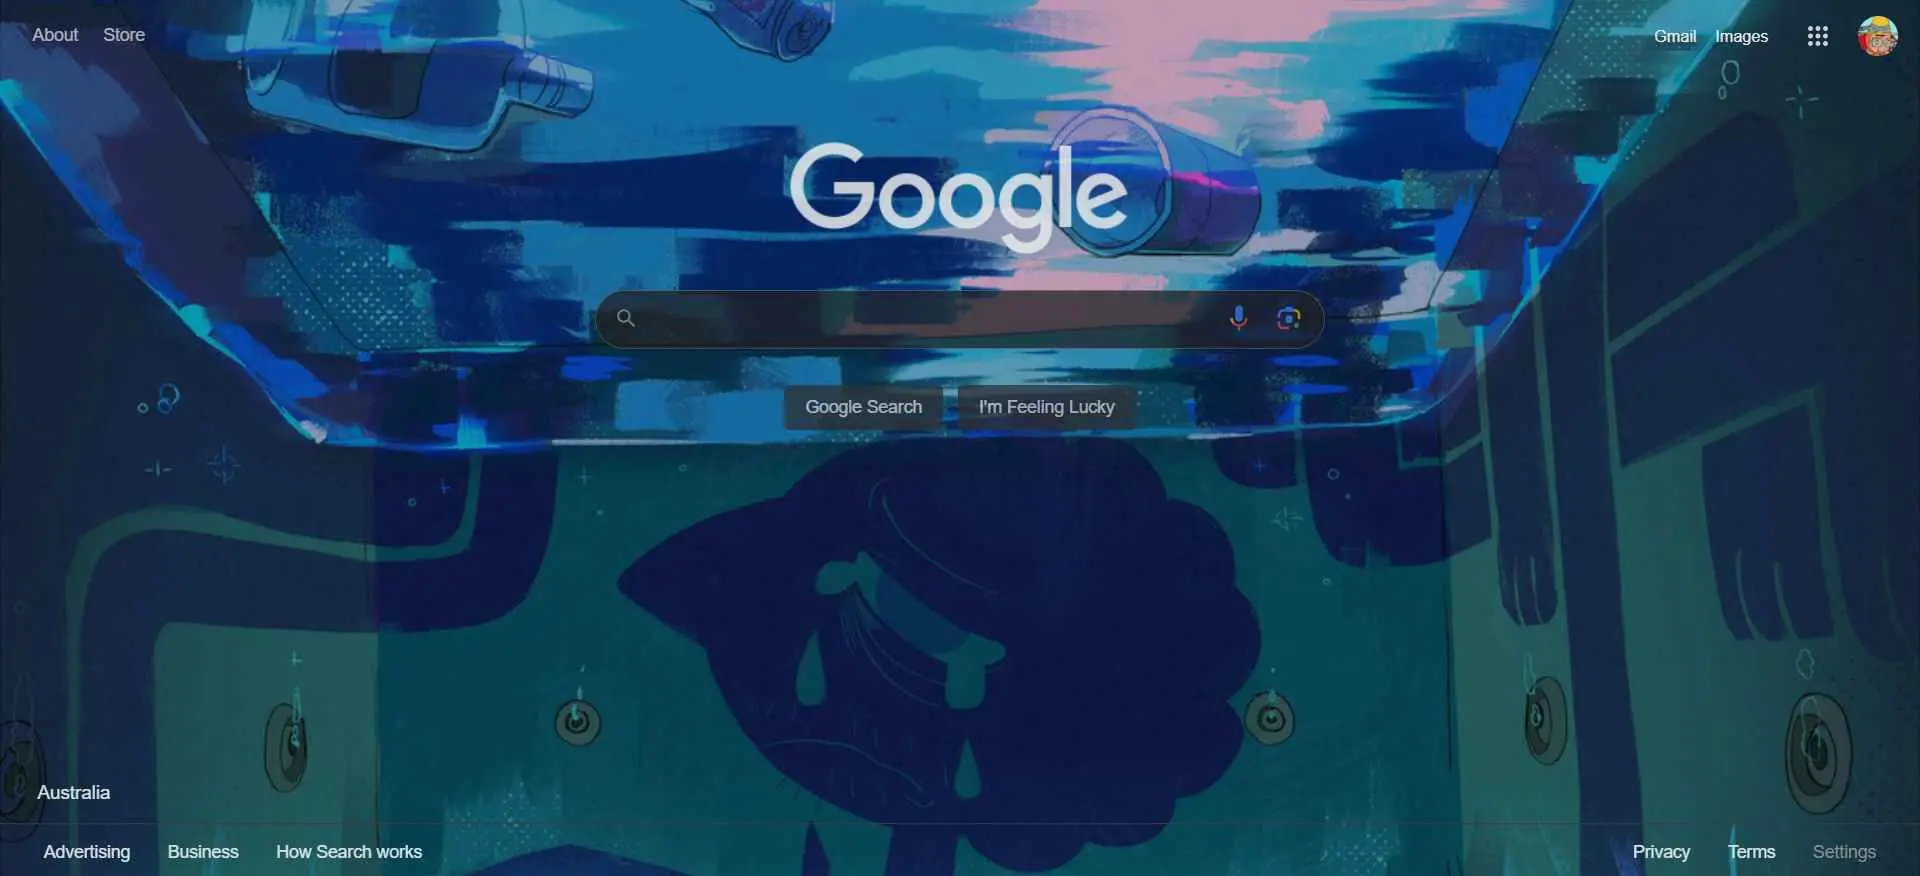 About Store
Gmail Images
Google
Google Search I'm Feeling Lucky
Australia
Advertising Business How Search works
Privacy Terms Settings